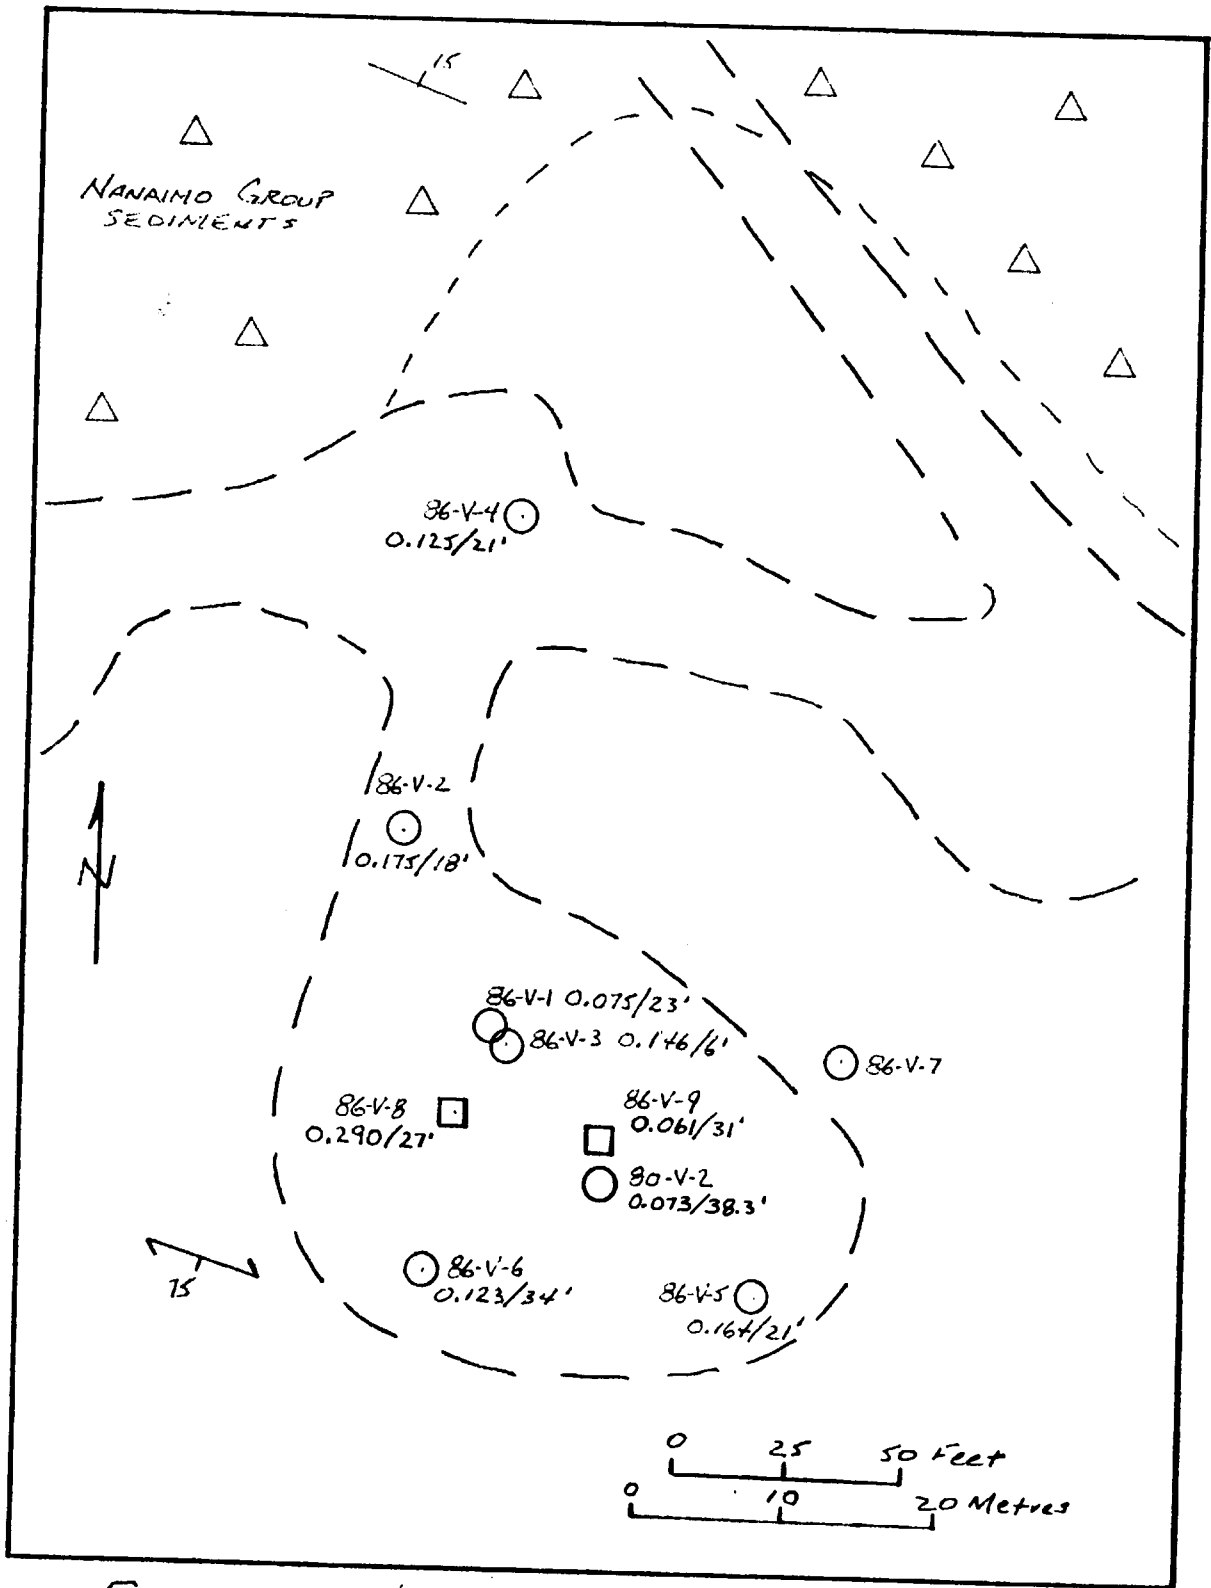 15
NANAIMO GROUP
SEDIMENTS
86-V-4
0.125/21'
86-V-2
0.175/18'
N
86-V-1 0.075/23'
86-V-3 0.146/6'
86-V-7
86-V-8
0.290/27'
86-V-9
0.061/31'
80-V-2
0.073/38.3'
75
86-V-6
0.123/34'
86-V-5
0.164/21'
0 25 50 Feet
0 10 20 Metres